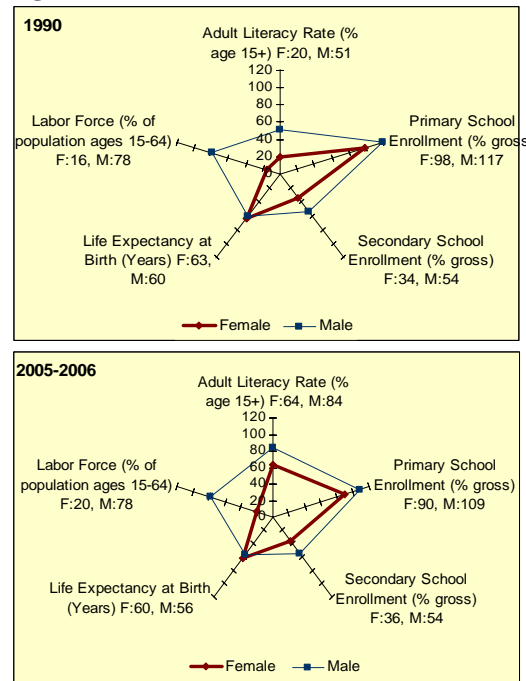 1990
Adult Literacy Rate (%
age 15+) F:20, M:51
120
100
80
60
40
20
0
Primary School
Enrollment (% gross
F:98, M:117
Secondary School
Enrollment (% gross)
F:34, M:54
Life Expectancy at
Birth (Years) F:63,
M:60
Labor Force (% of
population ages 15-64)
F:16, M:78
Female Male
2005-2006
Adult Literacy Rate (%
age 15+) F:64, M:84
120
100
80
60
40
20
0
Primary School
Enrollment (% gross)
F:90, M:109
Secondary School
Enrollment (% gross)
F:36, M:54
Life Expectancy at Birth
(Years) F:60, M:56
Labor Force (% of
population ages 15-64)
F:20, M:78
Female Male